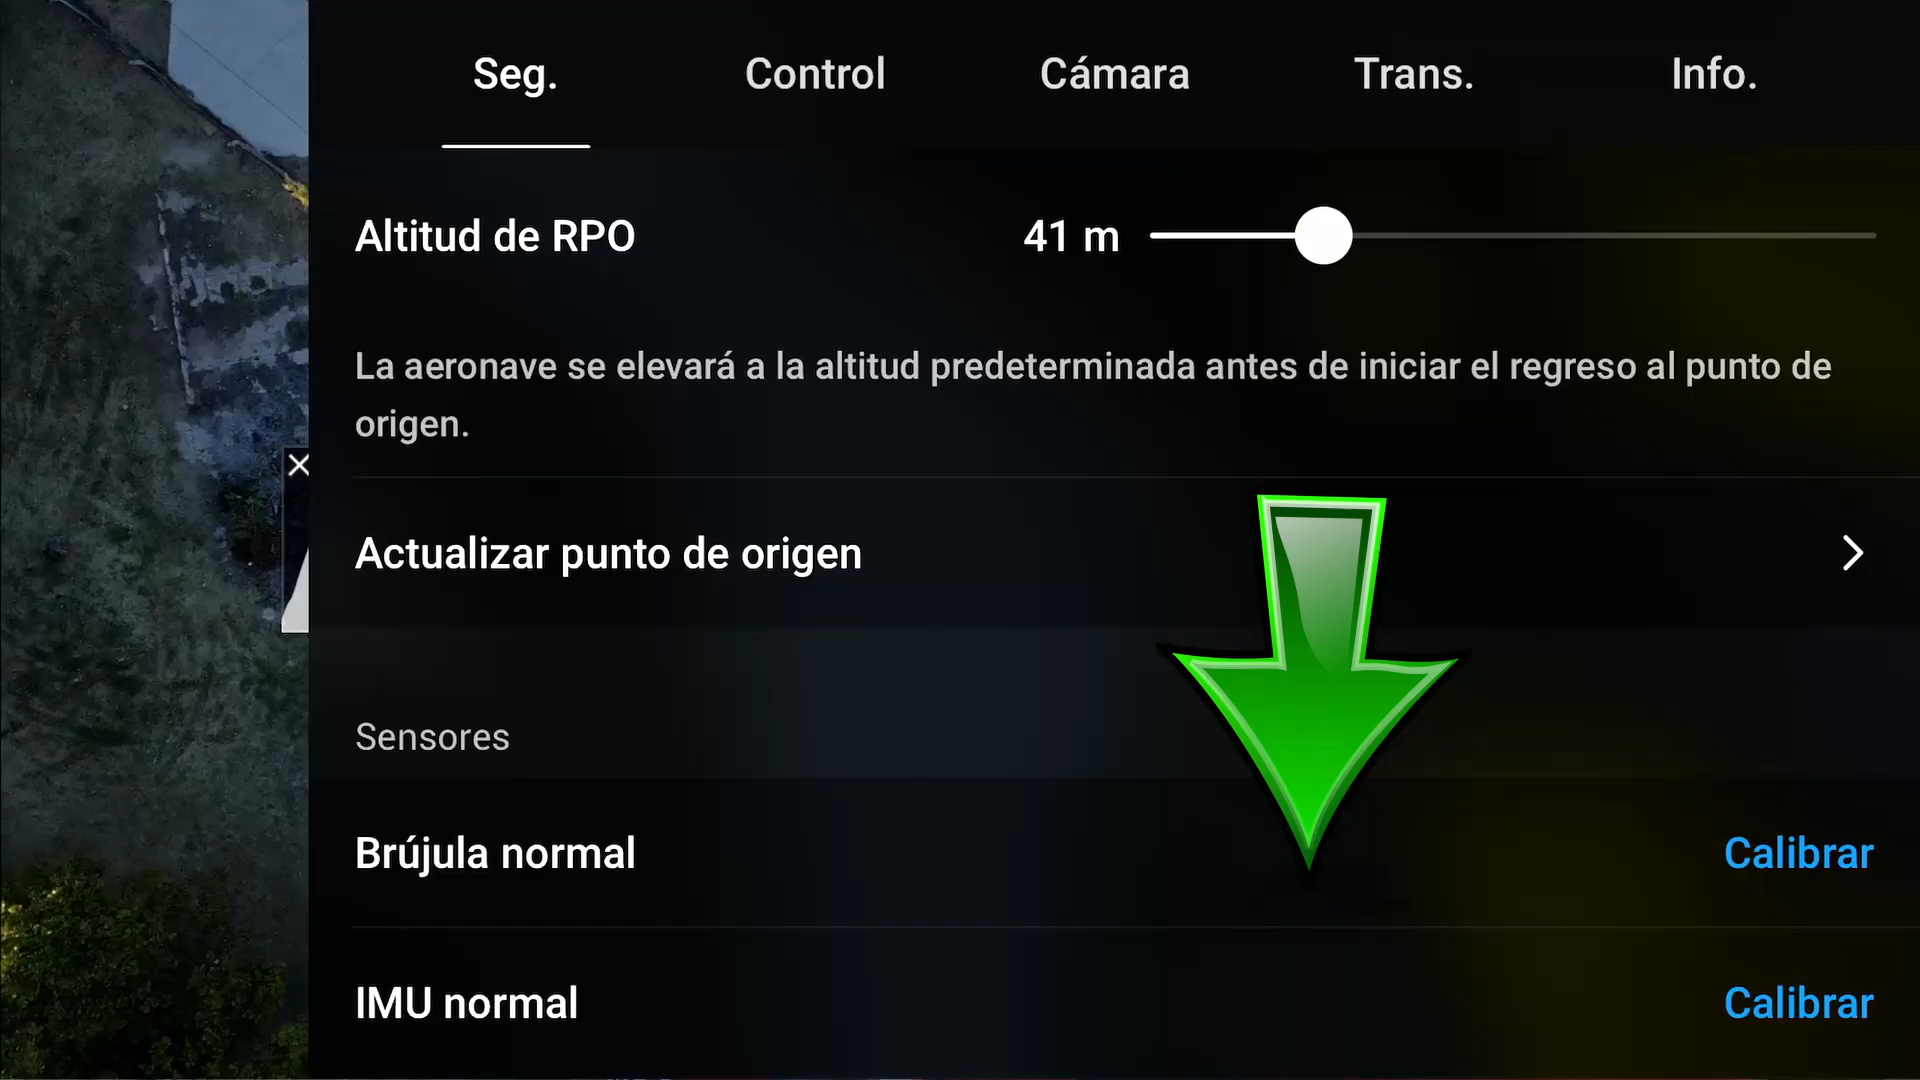 Seg. Control Cámara Trans. Info.
Altitud de RPO 41 m
La aeronave se elevará a la altitud predeterminada antes de iniciar el regreso al punto de
origen.
Actualizar punto de origen
Sensores
Brújula normal Calibrar
IMU normal Calibrar